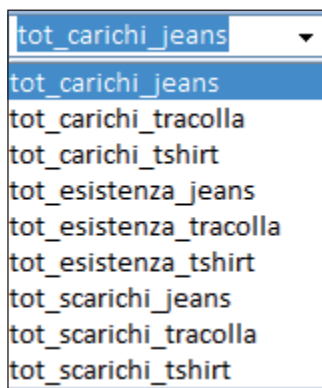 tot_carichi_jeans
tot_carichi_jeans
tot_carichi_tracolla
tot_carichi_tshirt
tot_esistenza_jeans
tot_esistenza_tracolla
tot_esistenza_tshirt
tot_scarichi_jeans
tot_scarichi_tracolla
tot_scarichi_tshirt